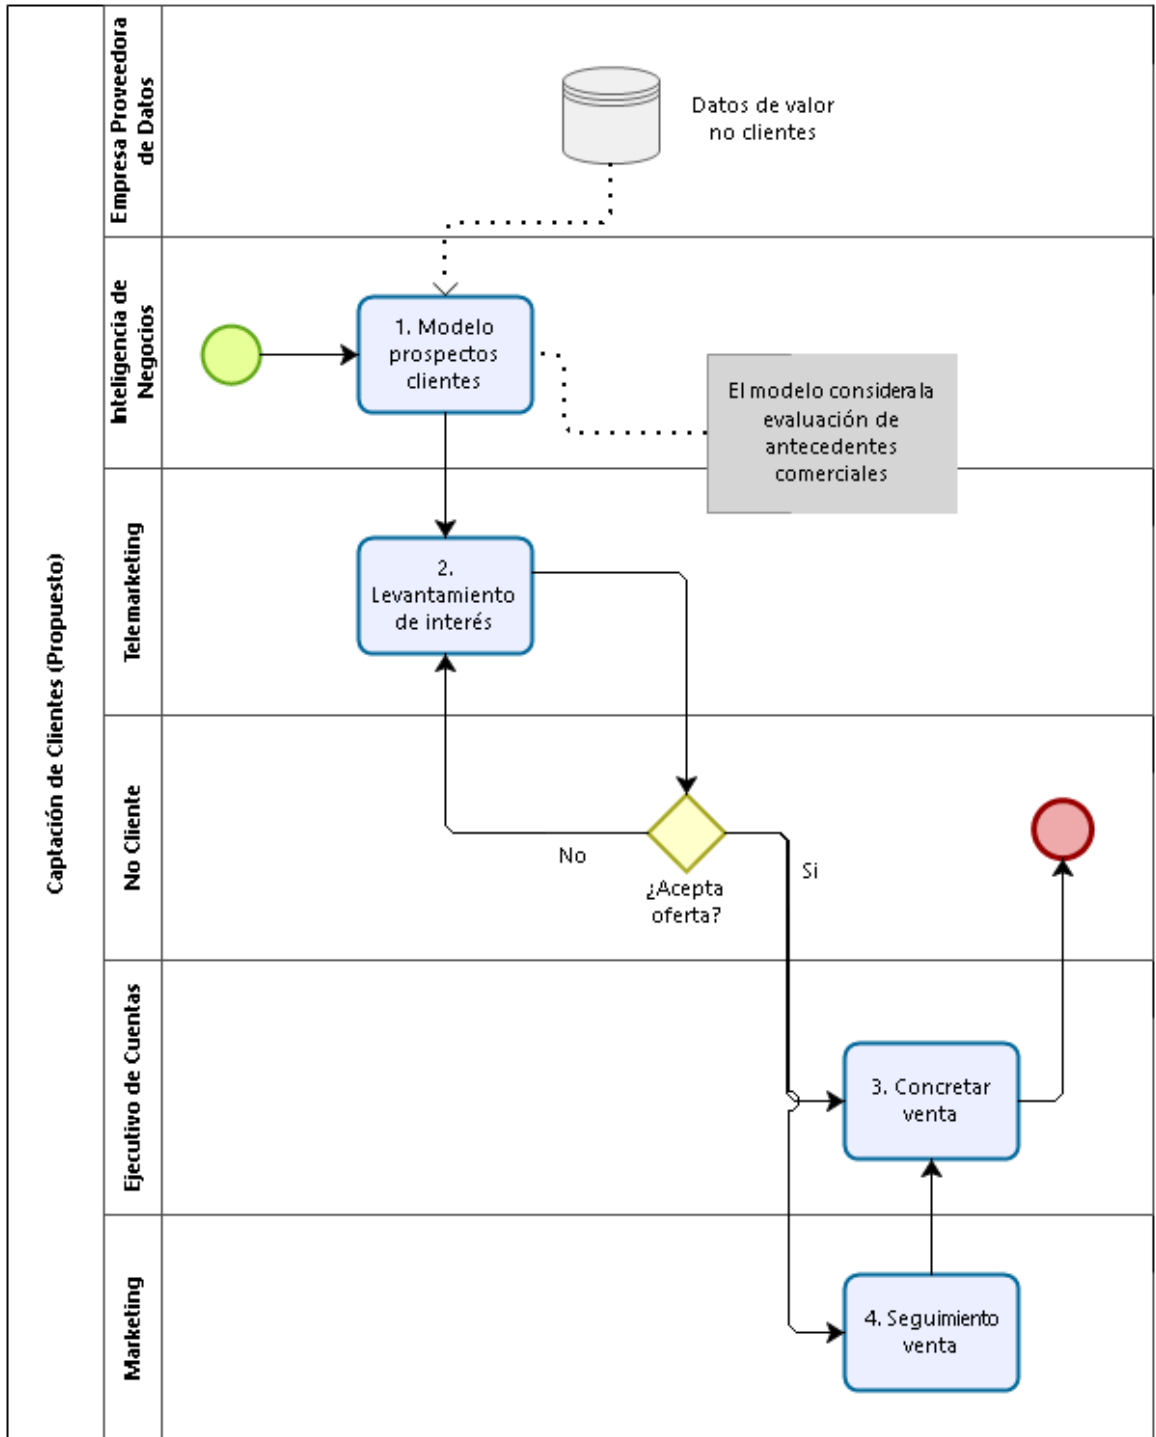 Captación de Clientes (Propuesto)
Empresa Proveedora
de Datos
Datos de valor
no clientes
Inteligencia de
Negocios
1. Modelo
prospectos
clientes
El modelo considerala
evaluación de
antecedentes
comerciales
Telemarketing
2.
Levantamiento
de interés
No Cliente
No
¿Acepta
oferta?
Si
Ejecutivo de Cuentas
3. Concretar
venta
Marketing
4. Seguimiento
venta